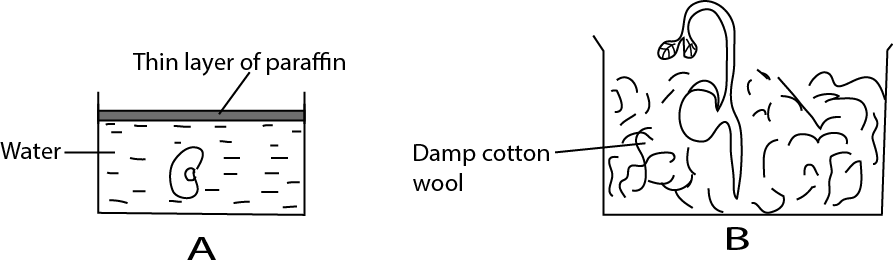 Thin layer of paraffin
Water
Damp cotton
wool
A
B